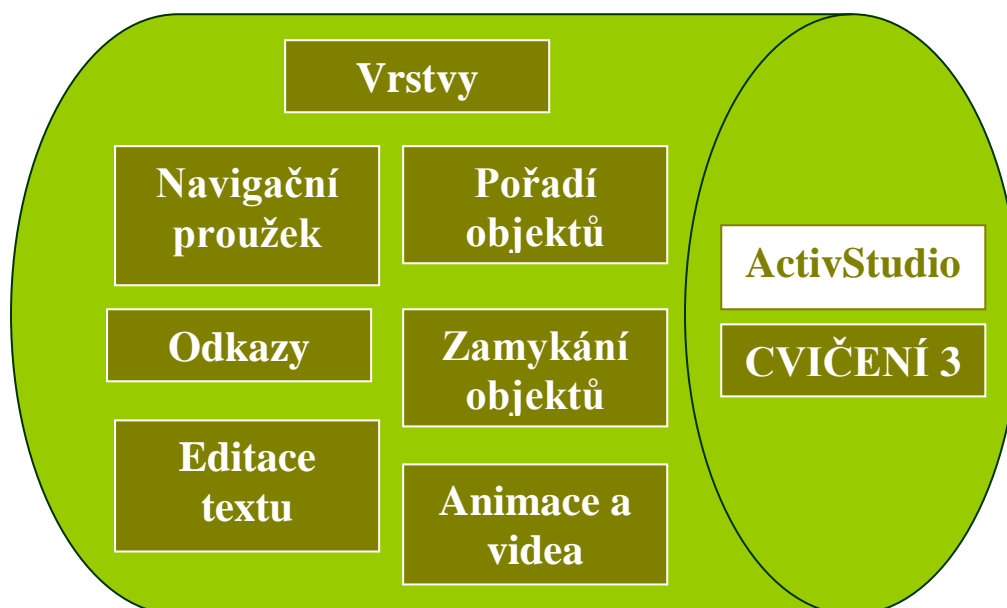 Vrstvy
Navigační
proužek
Pořadí
objektů
Odkazy
Zamykání
objektů
Editace
textu
Animace a
videa
ActivStudio
CVIČENÍ 3